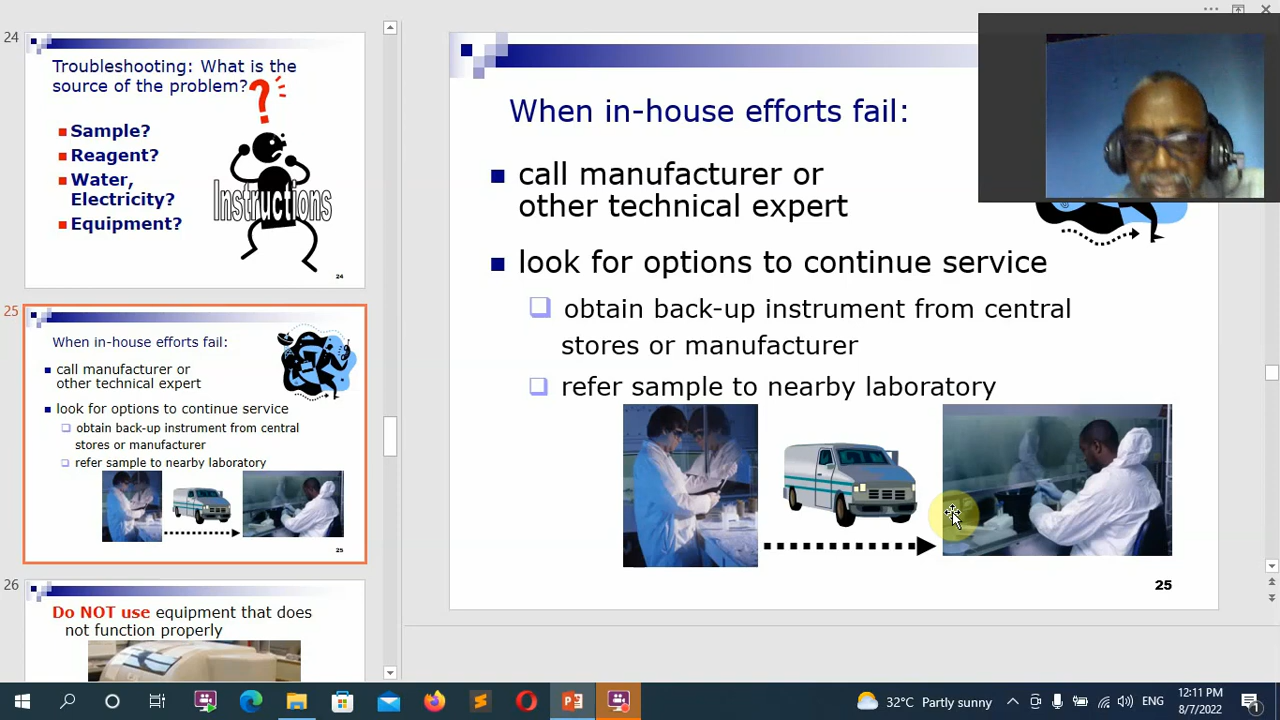 24
Troubleshooting: What is the
source of the problem?
?
Sample?
Reagent?
Water,
Electricity?
Equipment?
Instructions
24
25
When in-house efforts fail:
call manufacturer or
other technical expert
look for options to continue service
obtain back-up instrument from central
stores or manufacturer
refer sample to nearby laboratory
25
26
Do NOT use equipment that does
not function properly
When in-house efforts fail:
call manufacturer or
other technical expert
look for options to continue service
obtain back-up instrument from central
stores or manufacturer
refer sample to nearby laboratory
25
32°C Partly sunny
ENG
12:11 PM
8/7/2022
1